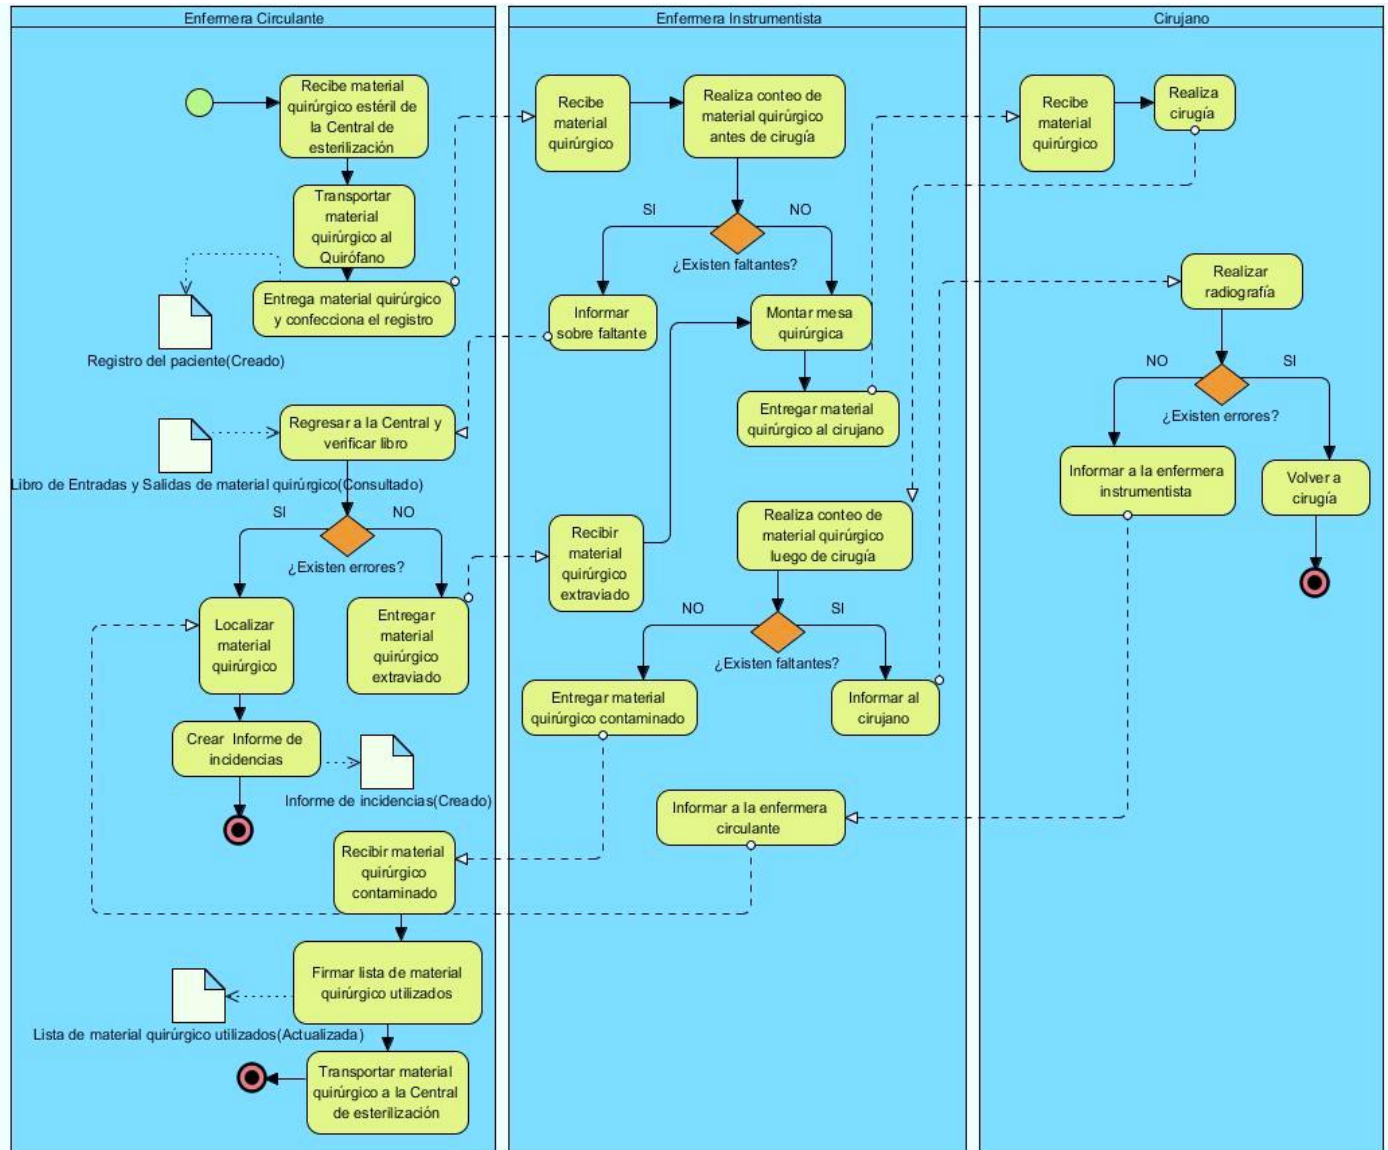 Enfermera Circulante
Recibe material
quirúrgico estéril de
la Central de
esterilización
Transportar
material
quirúrgico al
Quirófano
Entrega material quirúrgico
y confecciona el registro
Registro del paciente(Creado)
Regresar a la Central y
verificar libro
Libro de Entradas y Salidas de material quirúrgico(Consultado)
SI
NO
¿Existen errores?
Localizar
material
quirúrgico
Entregar
material
quirúrgico
extraviado
Crear Informe de
incidencias
Informe de incidencias(Creado)
Recibir material
quirúrgico
contaminado
Firmar lista de material
quirúrgico utilizados
Lista de material quirúrgico utilizados(Actualizada)
Transportar material
quirúrgico a la Central
de esterilización
Enfermera Instrumentista
Recibe
material
quirúrgico
Realiza conteo de
material quirúrgico
antes de cirugía
SI
NO
¿Existen faltantes?
Informar
sobre faltante
Montar mesa
quirúrgica
Entregar material
quirúrgico al cirujano
Recibir
material
quirúrgico
extraviado
Realiza conteo de
material quirúrgico
luego de cirugía
NO
SI
¿Existen faltantes?
Entregar material
quirúrgico contaminado
Informar al
cirujano
Informar a la enfermera
circulante
Cirujano
Recibe
material
quirúrgico
Realiza
cirugía
Realizar
radiografía
NO
SI
¿Existen errores?
Informar a la enfermera
instrumentista
Volver a
cirugía